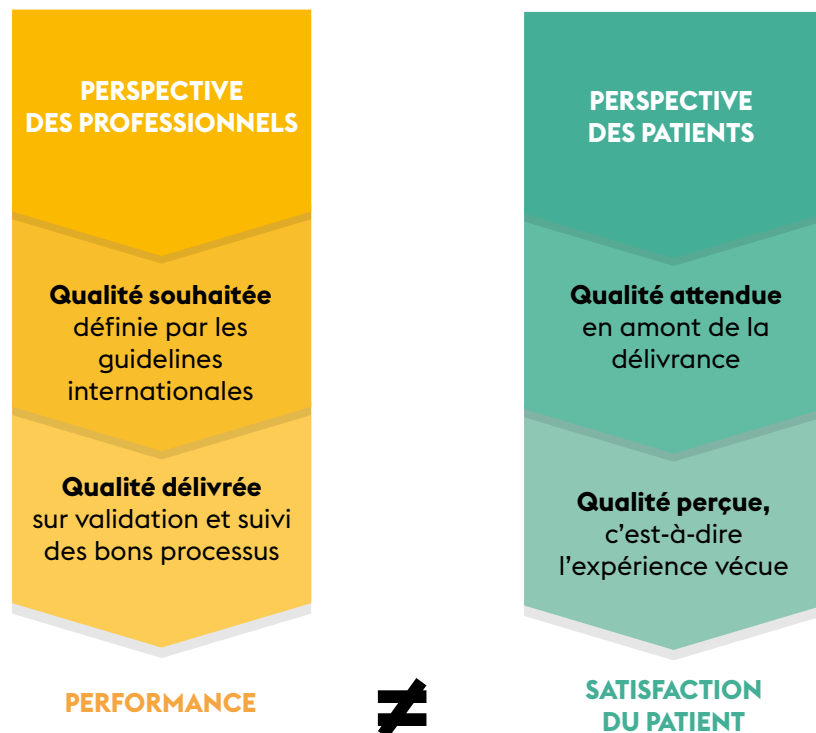 PERSPECTIVE
DES PROFESSIONNELS
Qualité souhaitée
définie par les
guidelines
internationales
Qualité délivrée
sur validation et suivi
des bons processus
PERFORMANCE
≠
PERSPECTIVE
DES PATIENTS
Qualité attendue
en amont de la
délivrance
Qualité perçue,
c’est-à-dire
l’expérience vécue
SATISFACTION
DU PATIENT